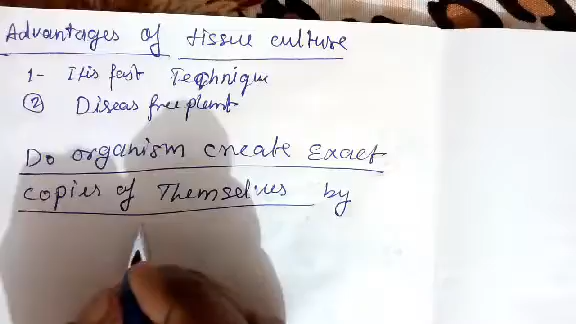 Advantages of tissue culture
1- It is fast Technique
② Diseas free plant
Do organism create Exact
copies of Themselves by